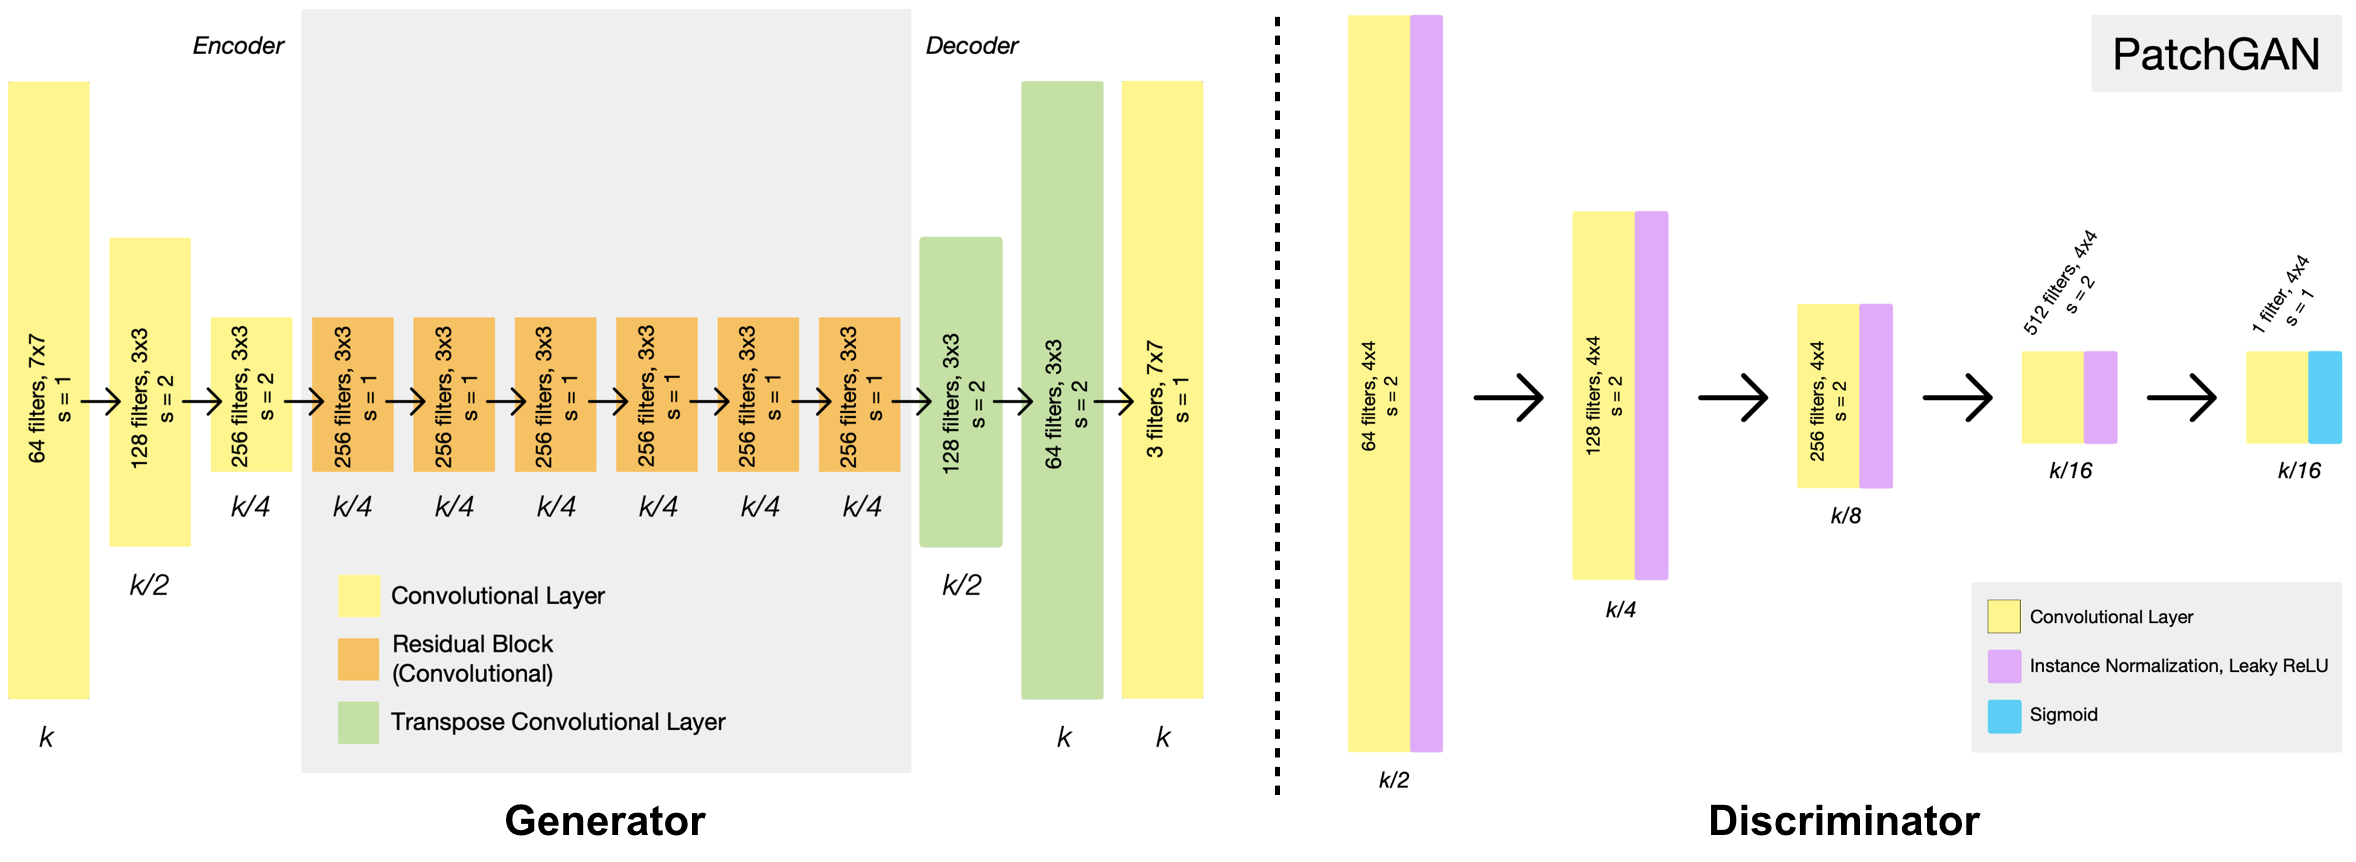 Encoder
Decoder
64 filters, 7x7
s = 1
k
128 filters, 3x3
s = 2
k/2
256 filters, 3x3
s = 2
k/4
256 filters, 3x3
s = 1
k/4
256 filters, 3x3
s = 1
k/4
256 filters, 3x3
s = 1
k/4
256 filters, 3x3
s = 1
k/4
256 filters, 3x3
s = 1
k/4
256 filters, 3x3
s = 1
k/4
128 filters, 3x3
s = 2
k/2
64 filters, 3x3
s = 2
k
3 filters, 7x7
s = 1
k
Convolutional Layer
Residual Block
(Convolutional)
Transpose Convolutional Layer
Generator
PatchGAN
64 filters, 4x4
s = 2
k/2
128 filters, 4x4
s = 2
k/4
256 filters, 4x4
s = 2
k/8
512 filters, 4x4
s = 2
k/16
1 filter, 4x4
s = 1
k/16
Convolutional Layer
Instance Normalization, Leaky ReLU
Sigmoid
Discriminator